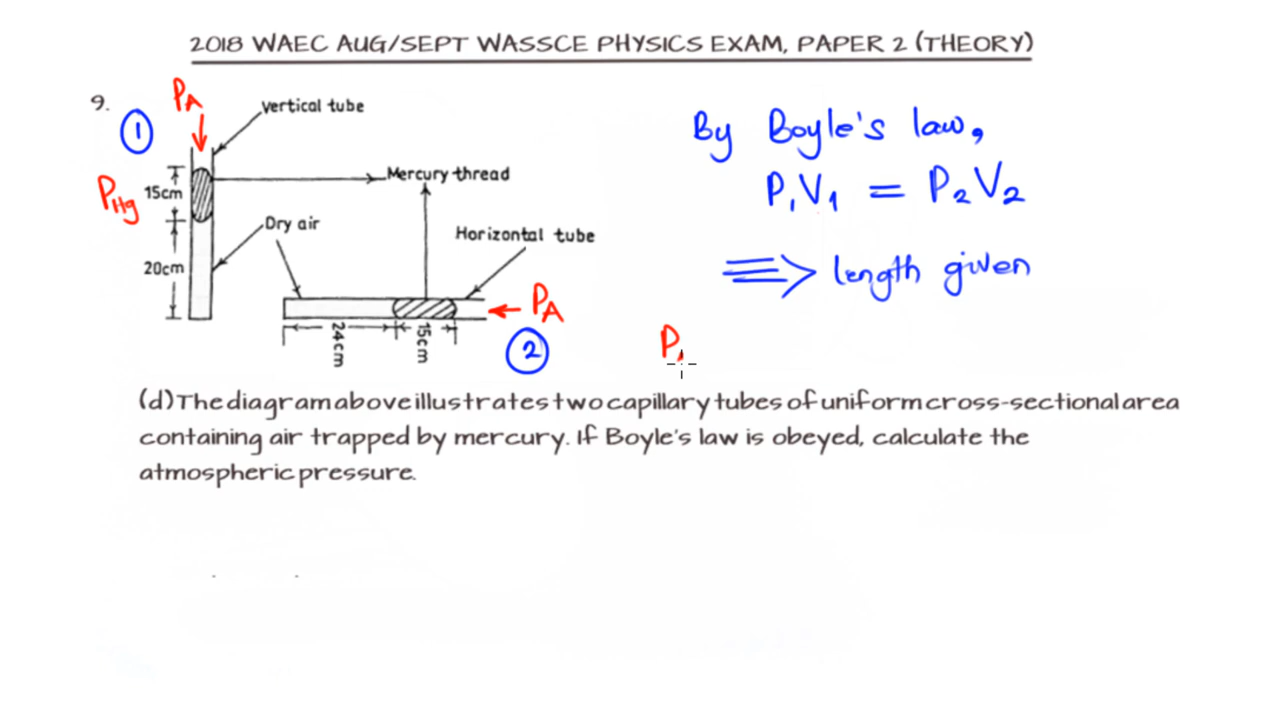 2018 WAEC AUG/SEPT WASSCE PHYSICS EXAM, PAPER 2 (THEORY)
9.
PA
1
Vertical tube
By Boyle's law,
Mercury thread
PHg
15cm
P1V1 = P2V2
Dry air
Horizontal tube
20cm
⇒ length given
← PA
24cm
15cm
2
P
(d) The diagram above illustrates two capillary tubes of uniform cross-sectional area
containing air trapped by mercury. If Boyle's law is obeyed, calculate the
atmospheric pressure.